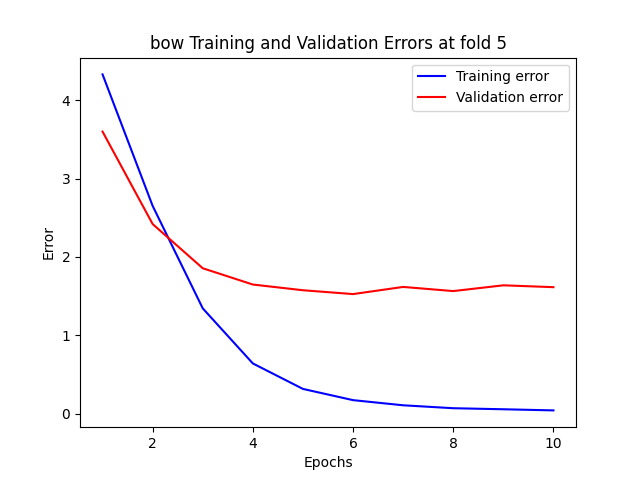 bow Training and Validation Errors at fold 5
Training error
Validation error
Error
4
3
2
1
0
2
4
6
8
10
Epochs